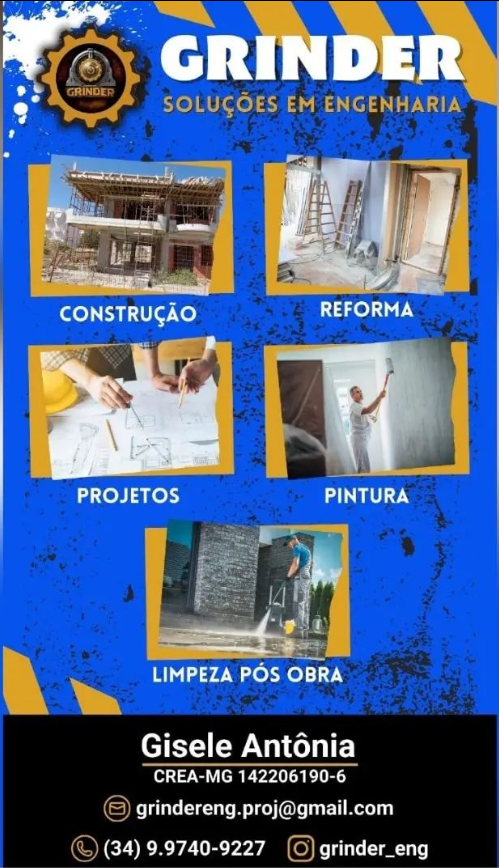 GRINDER
GRINDER
SOLUÇÕES EM ENGENHARIA
CONSTRUÇÃO
REFORMA
PROJETOS
PINTURA
LIMPEZA PÓS OBRA
Gisele Antônia
CREA-MG 142206190-6
grindereng.proj@gmail.com
(34) 9.9740-9227 grinder_eng